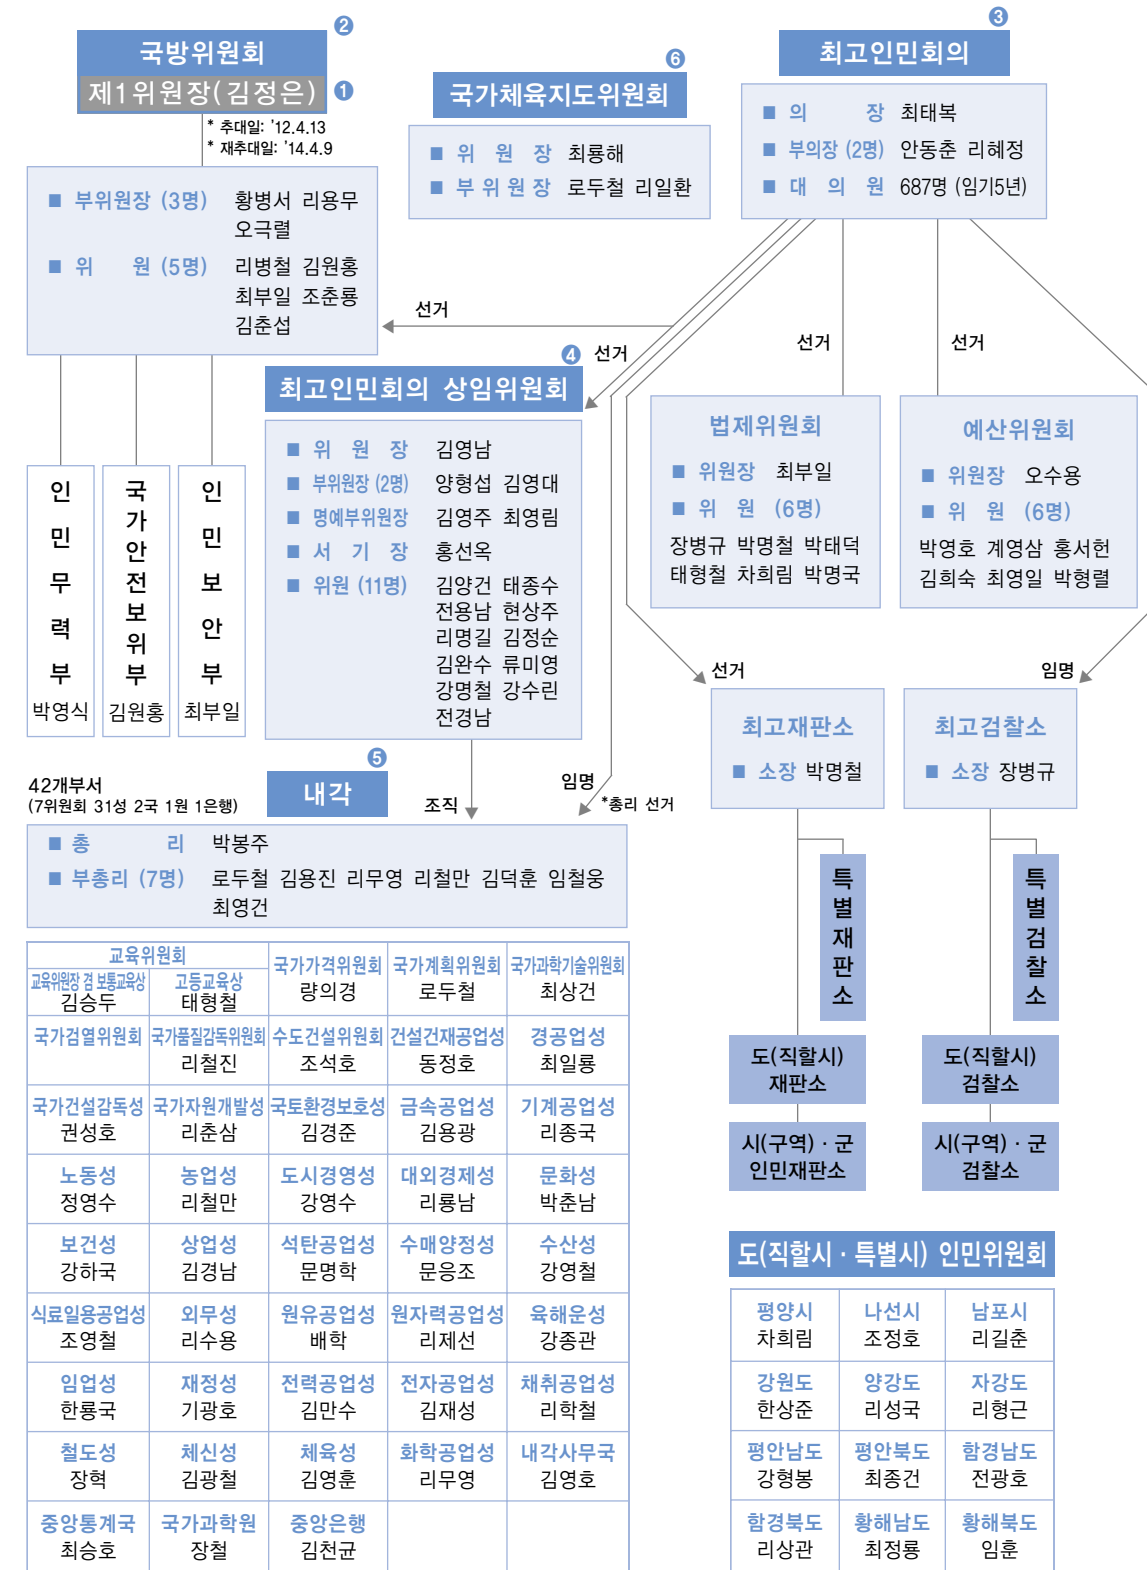 ❷
국방위원회
제1위원장(김정은) ❶
* 추대일: '12.4.13
* 재추대일: '14.4.9
■ 부위원장 (3명) 황병서 리용무
오극렬
■ 위 원 (5명) 리병철 김원홍
최부일 조춘룡
김춘섭
❻
국가체육지도위원회
■ 위 원 장 최룡해
■ 부 위 원 장 로두철 리일환
❸
최고인민회의
■ 의 장 최태복
■ 부의장 (2명) 안동춘 리혜정
■ 대 의 원 687명 (임기5년)
선거
선거
선거
선거
인민무력부
박영식
국가안전보위부
김원홍
인민보안부
최부일
❹
최고인민회의 상임위원회
■ 위 원 장 김영남
■ 부위원장 (2명) 양형섭 김영대
■ 명예부위원장 김영주 최영림
■ 서 기 장 홍선옥
■ 위원 (11명) 김양건 태종수
전용남 현상주
리명길 김정순
김완수 류미영
강명철 강수린
전경남
법제위원회
■ 위원장 최부일
■ 위 원 (6명)
장병규 박명철 박태덕
태형철 차희림 박명국
예산위원회
■ 위원장 오수용
■ 위 원 (6명)
박영호 계영삼 홍서헌
김희숙 최영일 박형렬
선거
임명
최고재판소
■ 소장 박명철
특별재판소
도(직할시)
재판소
시(구역)·군
인민재판소
최고검찰소
■ 소장 장병규
특별검찰소
도(직할시)
검찰소
시(구역)·군
검찰소
42개부서
(7위원회 31성 2국 1원 1은행)
❺
내각
조직
임명
*총리 선거
■ 총 리 박봉주
■ 부총리 (7명) 로두철 김용진 리무영 리철만 김덕훈 임철웅
최영건
교육위원회
교육위원장 겸 보통교육상 고등교육상 국가가격위원회 국가계획위원회 국가과학기술위원회
김승두 태형철 량의경 로두철 최상건
국가검열위원회 국가품질감독위원회 수도건설위원회 건설건재공업성 경공업성
리철진 조석호 동정호 최일룡
국가건설감독성 국가자원개발성 국토환경보호성 금속공업성 기계공업성
권성호 리춘삼 김경준 김용광 리종국
노동성 농업성 도시경영성 대외경제성 문화성
정영수 리철만 강영수 리룡남 박춘남
보건성 상업성 석탄공업성 수매양정성 수산성
강하국 김경남 문명학 문응조 강영철
식료일용공업성 외무성 원유공업성 원자력공업성 육해운성
조영철 리수용 배학 리제선 강종관
임업성 재정성 전력공업성 전자공업성 채취공업성
한룡국 기광호 김만수 김재성 리학철
철도성 체신성 체육성 화학공업성 내각사무국
장혁 김광철 김영훈 리무영 김영호
중앙통계국 국가과학원 중앙은행
최승호 장철 김천균
도(직할시·특별시) 인민위원회
평양시 나선시 남포시
차희림 조정호 리길춘
강원도 양강도 자강도
한상준 리성국 리형근
평안남도 평안북도 함경남도
강형봉 최종건 전광호
함경북도 황해남도 황해북도
리상관 최정룡 임훈